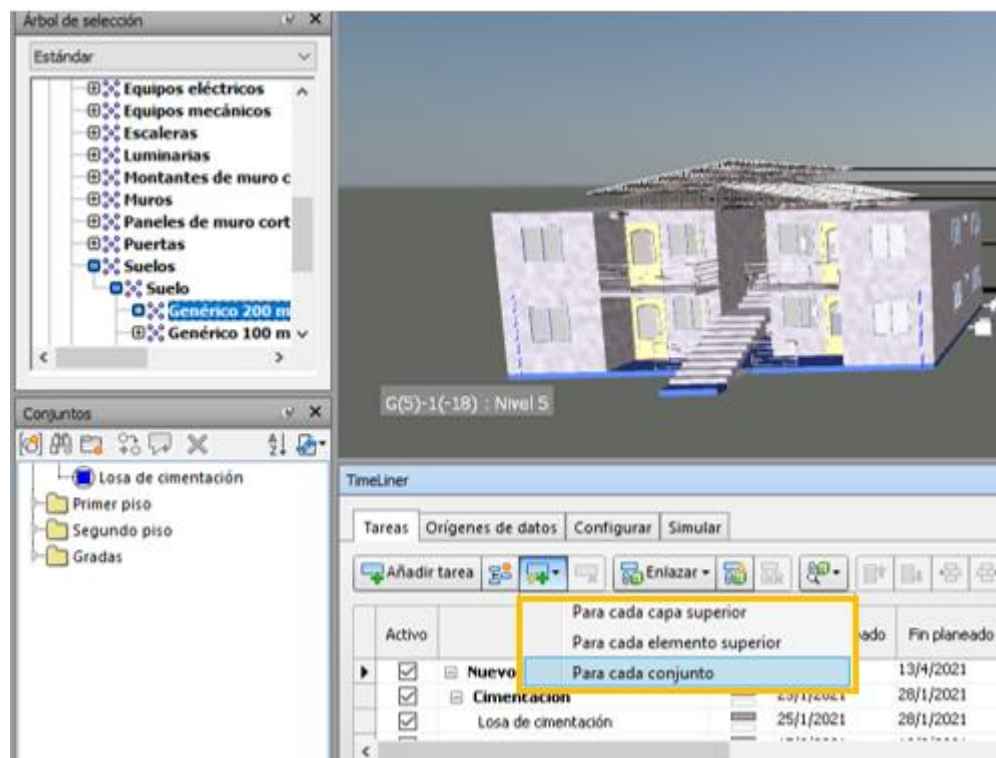 Árbol de selección
Estándar
Equipos eléctricos
Equipos mecánicos
Escaleras
Luminarias
Montantes de muro c
Muros
Paneles de muro cort
Puertas
Suelos
Suelo
Genérico 200 m
Genérico 100 m
G(5)-1(-18) : Nivel 5
Conjuntos
Losa de cimentación
Primer piso
Segundo piso
Gradas
TimeLiner
Tareas Orígenes de datos Configurar Simular
Añadir tarea Enlazar
Para cada capa superior
Para cada elemento superior
Para cada conjunto
Activo Fin planeado
Nuevo 13/4/2021
Cimentación 25/1/2021 28/1/2021
Losa de cimentación 25/1/2021 28/1/2021